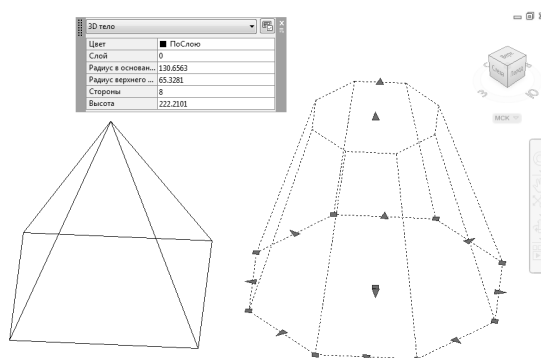 3D тело
Цвет ПоСлою
Слой 0
Радиус в основан... 130.6563
Радиус верхнего ... 65.3281
Стороны 8
Высота 222.2101
МСК